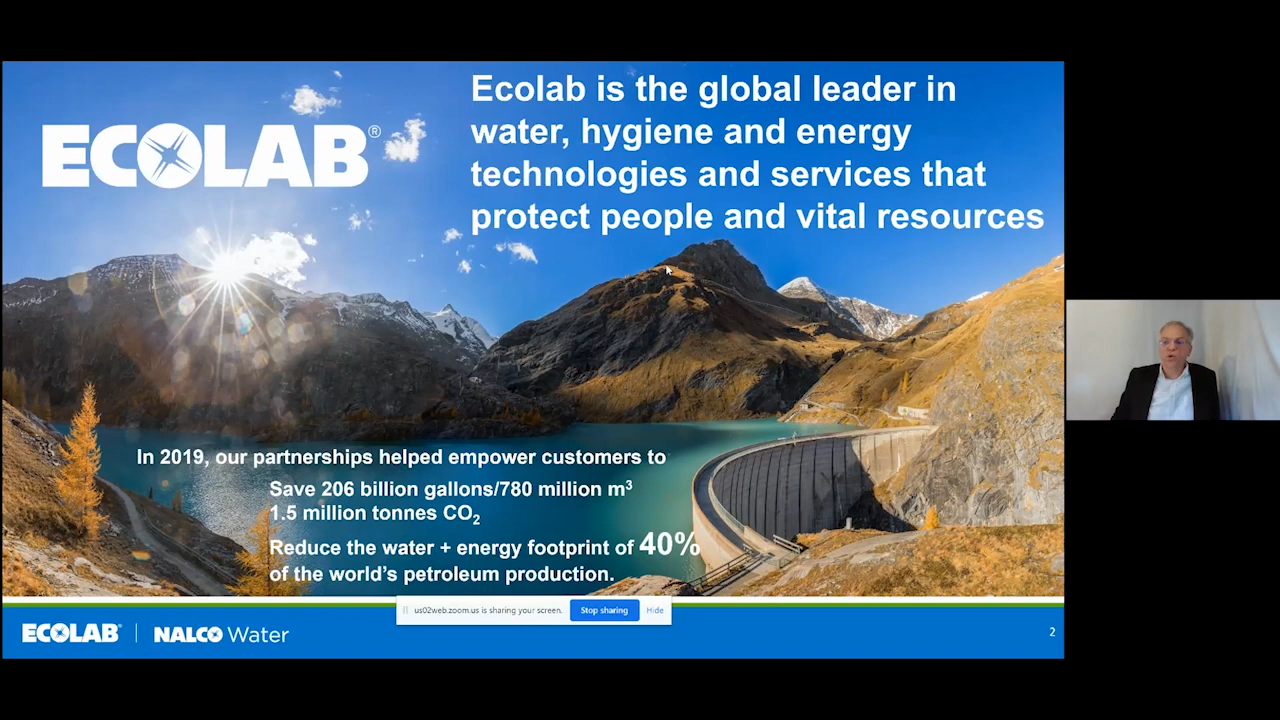 ECOLAB®
Ecolab is the global leader in
water, hygiene and energy
technologies and services that
protect people and vital resources
In 2019, our partnerships helped empower customers to
Save 206 billion gallons/780 million m³
1.5 million tonnes CO₂
Reduce the water + energy footprint of 40%
of the world's petroleum production.
us02web.zoom.us is sharing your screen. Stop sharing Hide
ECOLAB® | NALCO Water
2